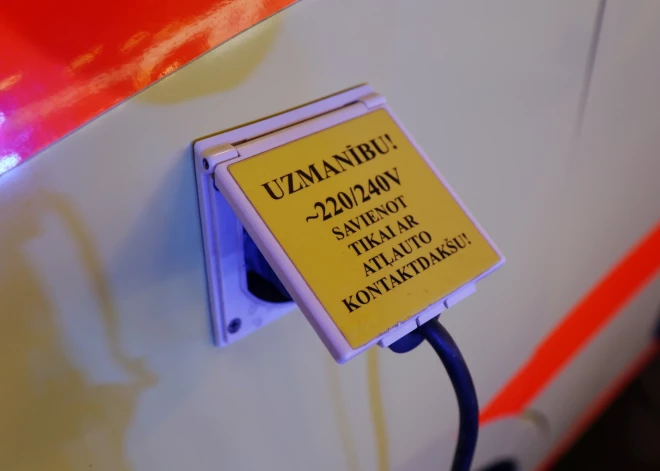 UZMANĪBU!
~220/240V
SAVIENOT
TIKAI AR
ATĻAUTO
KONTAKTDAKŠU!